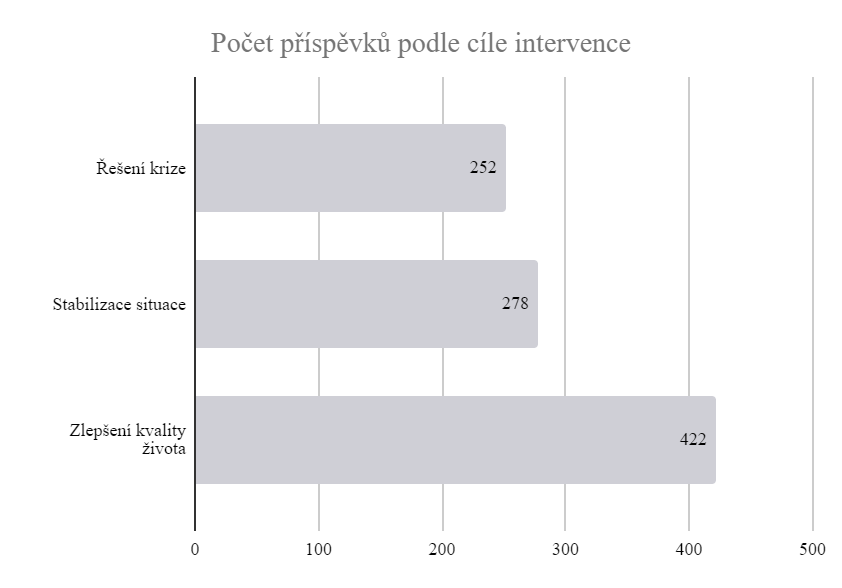 Počet příspěvků podle cíle intervence
Řešení krize
252
Stabilizace situace
278
Zlepšení kvality
života
422
0 100 200 300 400 500